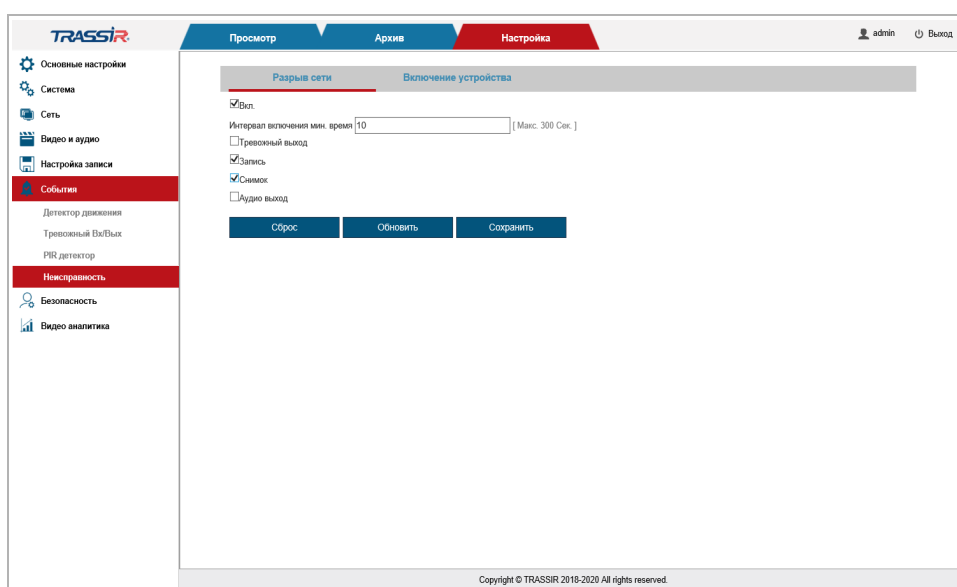 TRASSIR
Просмотр
Архив
Настройка
admin
Выход
Основные настройки
Система
Сеть
Видео и аудио
Настройка записи
События
Детектор движения
Тревожный Вх/Вых
PIR детектор
Неисправность
Безопасность
Видео аналитика
Разрыв сети
Включение устройства
Вкл.
Интервал включения мин. время 10 [ Макс. 300 Сек. ]
Тревожный выход
Запись
Снимок
Аудио выход
Сброс
Обновить
Сохранить
Copyright © TRASSIR 2018-2020 All rights reserved.